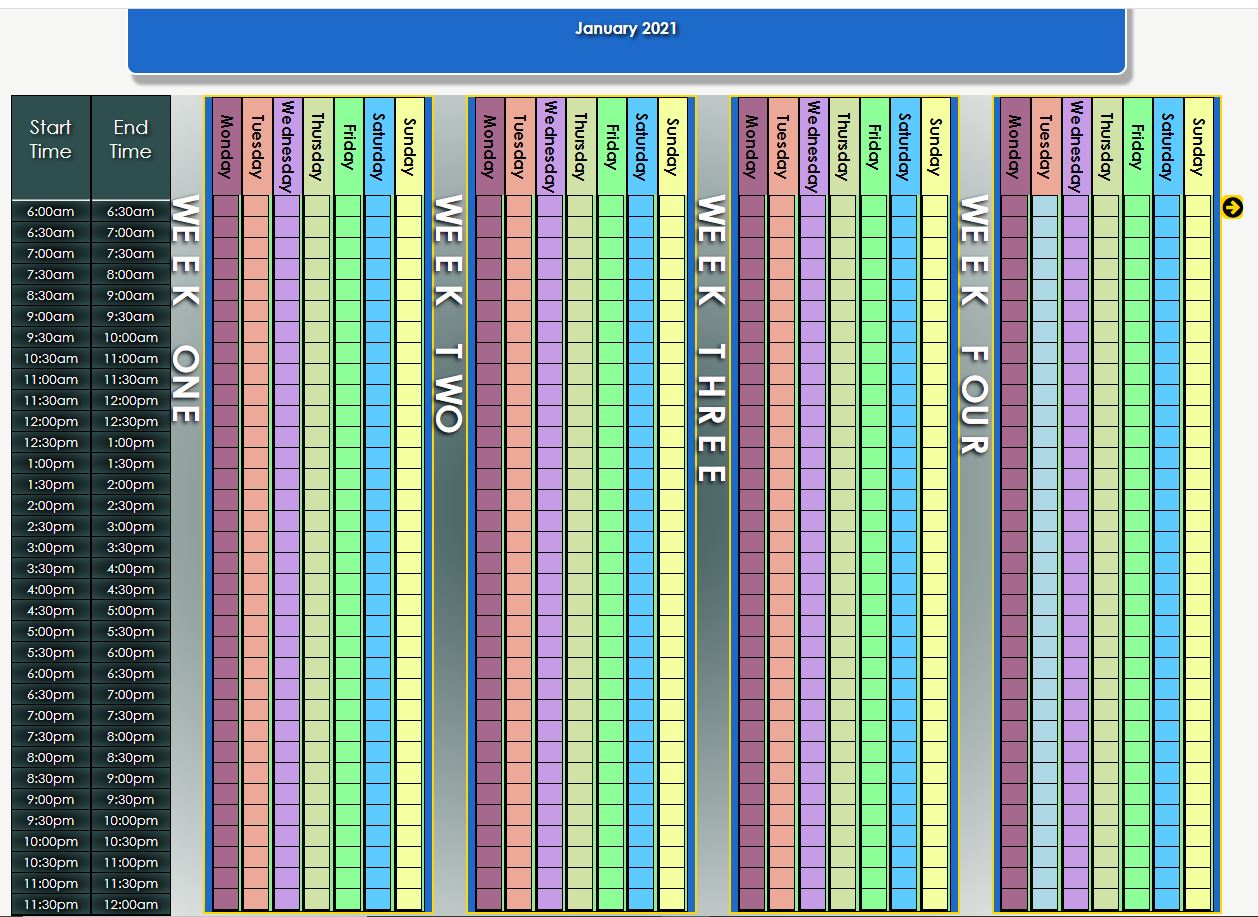 January 2021
Start Time
End Time
WEEK ONE
Monday
Tuesday
Wednesday
Thursday
Friday
Saturday
Sunday
WEEK TWO
Monday
Tuesday
Wednesday
Thursday
Friday
Saturday
Sunday
WEEK THREE
Monday
Tuesday
Wednesday
Thursday
Friday
Saturday
Sunday
WEEK FOUR
Monday
Tuesday
Wednesday
Thursday
Friday
Saturday
Sunday
6:00am 6:30am
6:30am 7:00am
7:00am 7:30am
7:30am 8:00am
8:30am 9:00am
9:00am 9:30am
9:30am 10:00am
10:30am 11:00am
11:00am 11:30am
11:30am 12:00pm
12:00pm 12:30pm
12:30pm 1:00pm
1:00pm 1:30pm
1:30pm 2:00pm
2:00pm 2:30pm
2:30pm 3:00pm
3:00pm 3:30pm
3:30pm 4:00pm
4:00pm 4:30pm
4:30pm 5:00pm
5:00pm 5:30pm
5:30pm 6:00pm
6:00pm 6:30pm
6:30pm 7:00pm
7:00pm 7:30pm
7:30pm 8:00pm
8:00pm 8:30pm
8:30pm 9:00pm
9:00pm 9:30pm
9:30pm 10:00pm
10:00pm 10:30pm
10:30pm 11:00pm
11:00pm 11:30pm
11:30pm 12:00am